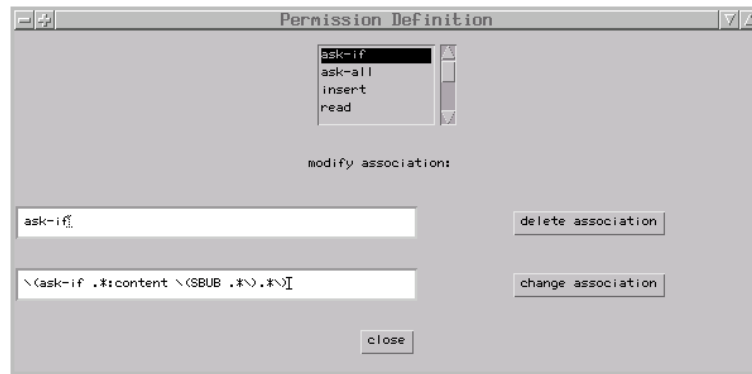 Permission Definition
ask-if
ask-all
insert
read
modify association:
ask-if
delete association
\(ask-if .*:content \(SBUB .*\).*\)
change association
close